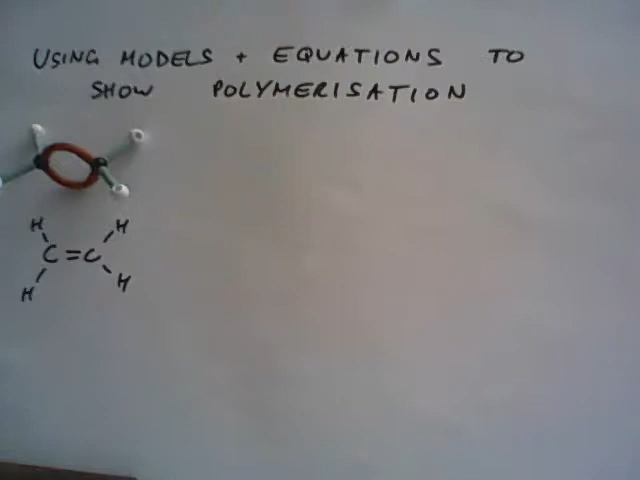 USING MODELS + EQUATIONS TO
SHOW POLYMERISATION
H H
C=C
H H